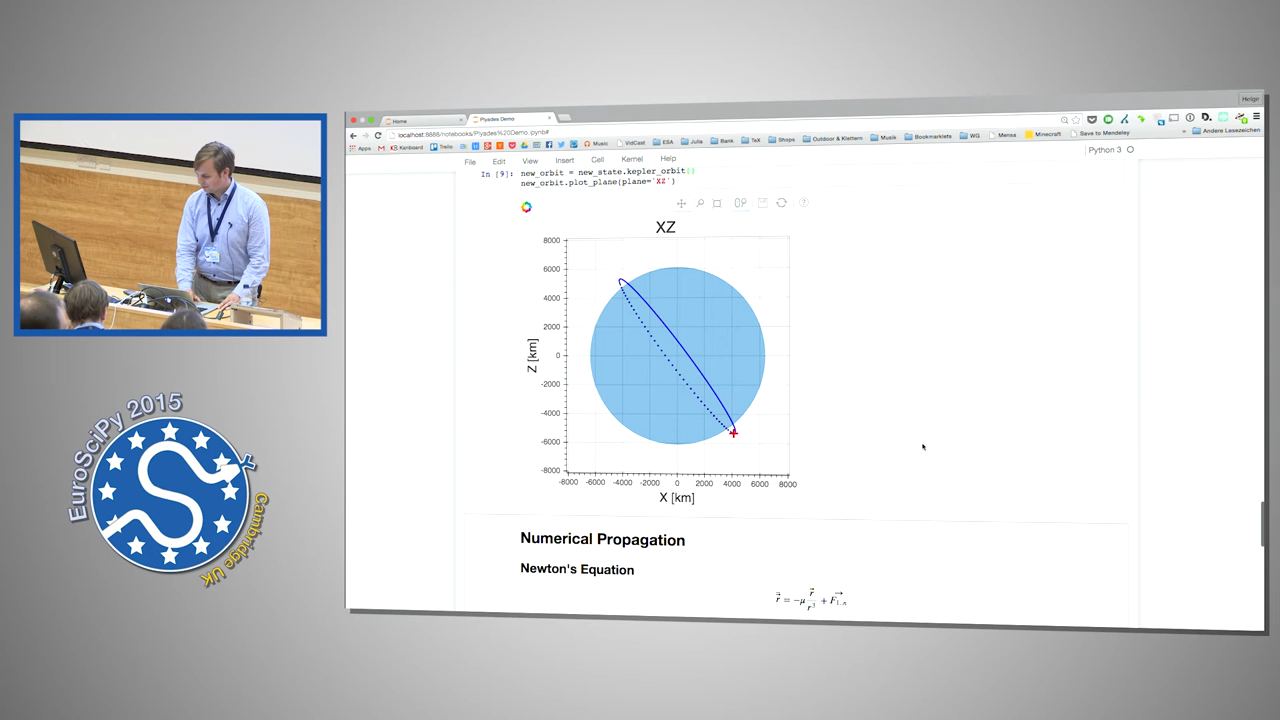 Helge
Home
Plyades Demo
localhost:8888/notebooks/Plyades%20Demo.ipynb#
Apps
Kanboard
Trello
Music
VidCast
ESA
Julia
Bank
TeX
Shops
Outdoor & Klettern
Musik
Bookmarklets
WG
Mensa
Minecraft
Save to Mendeley
Andere Lesezeichen
File Edit View Insert Cell Kernel Help
Python 3
In [9]: new_orbit = new_state.kepler_orbit()
new_orbit.plot_plane(plane='XZ')
XZ
8000
6000
4000
2000
0
-2000
-4000
-6000
-8000
Z [km]
-8000 -6000 -4000 -2000 0 2000 4000 6000 8000
X [km]
Numerical Propagation
Newton's Equation
EuroSciPy 2015
Cambridge UK